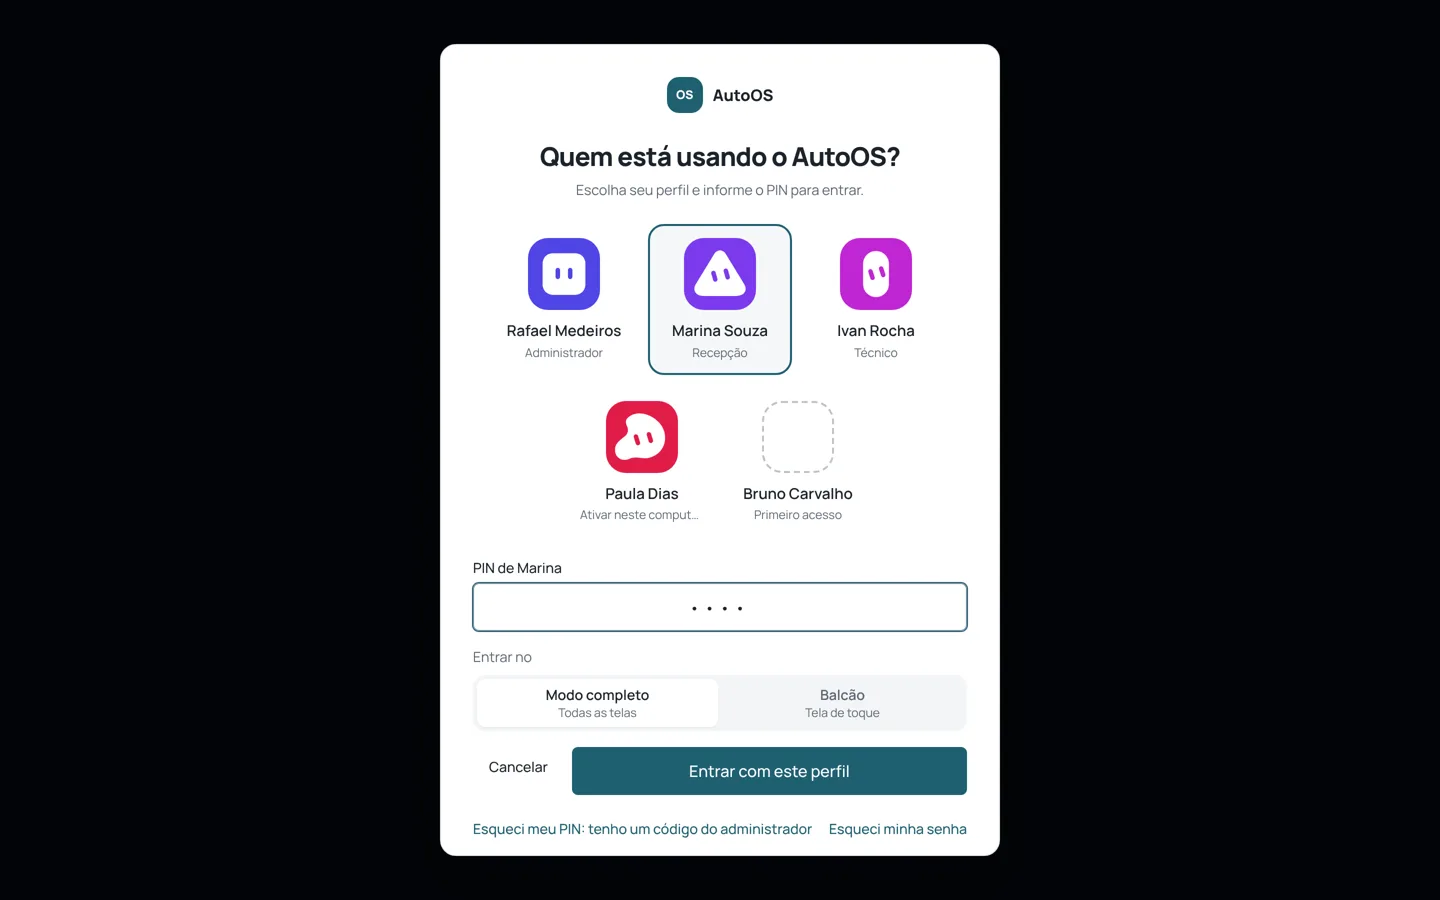 OS AutoOS
Quem está usando o AutoOS?
Escolha seu perfil e informe o PIN para entrar.
Rafael Medeiros
Administrador
Marina Souza
Recepção
Ivan Rocha
Técnico
Paula Dias
Ativar neste comput...
Bruno Carvalho
Primeiro acesso
PIN de Marina
Entrar no
Modo completo
Todas as telas
Balcão
Tela de toque
Cancelar
Entrar com este perfil
Esqueci meu PIN: tenho um código do administrador
Esqueci minha senha